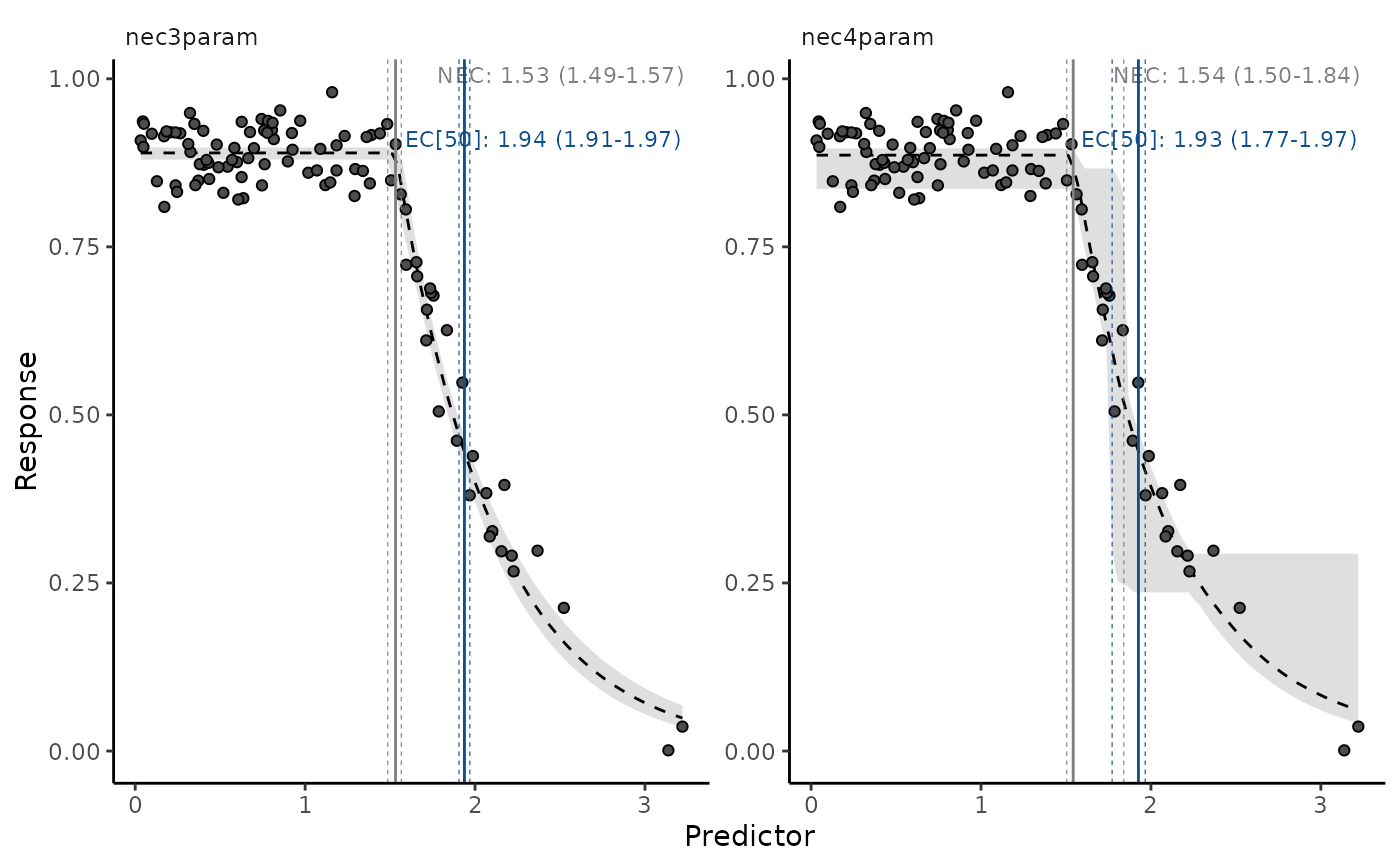 nec3param
nec4param
NEC: 1.53 (1.49-1.57)
EC[50]: 1.94 (1.91-1.97)
NEC: 1.54 (1.50-1.84)
EC[50]: 1.93 (1.77-1.97)
Response
1.00
0.75
0.50
0.25
0.00
1.00
0.75
0.50
0.25
0.00
0 1 2 3
0 1 2 3
Predictor